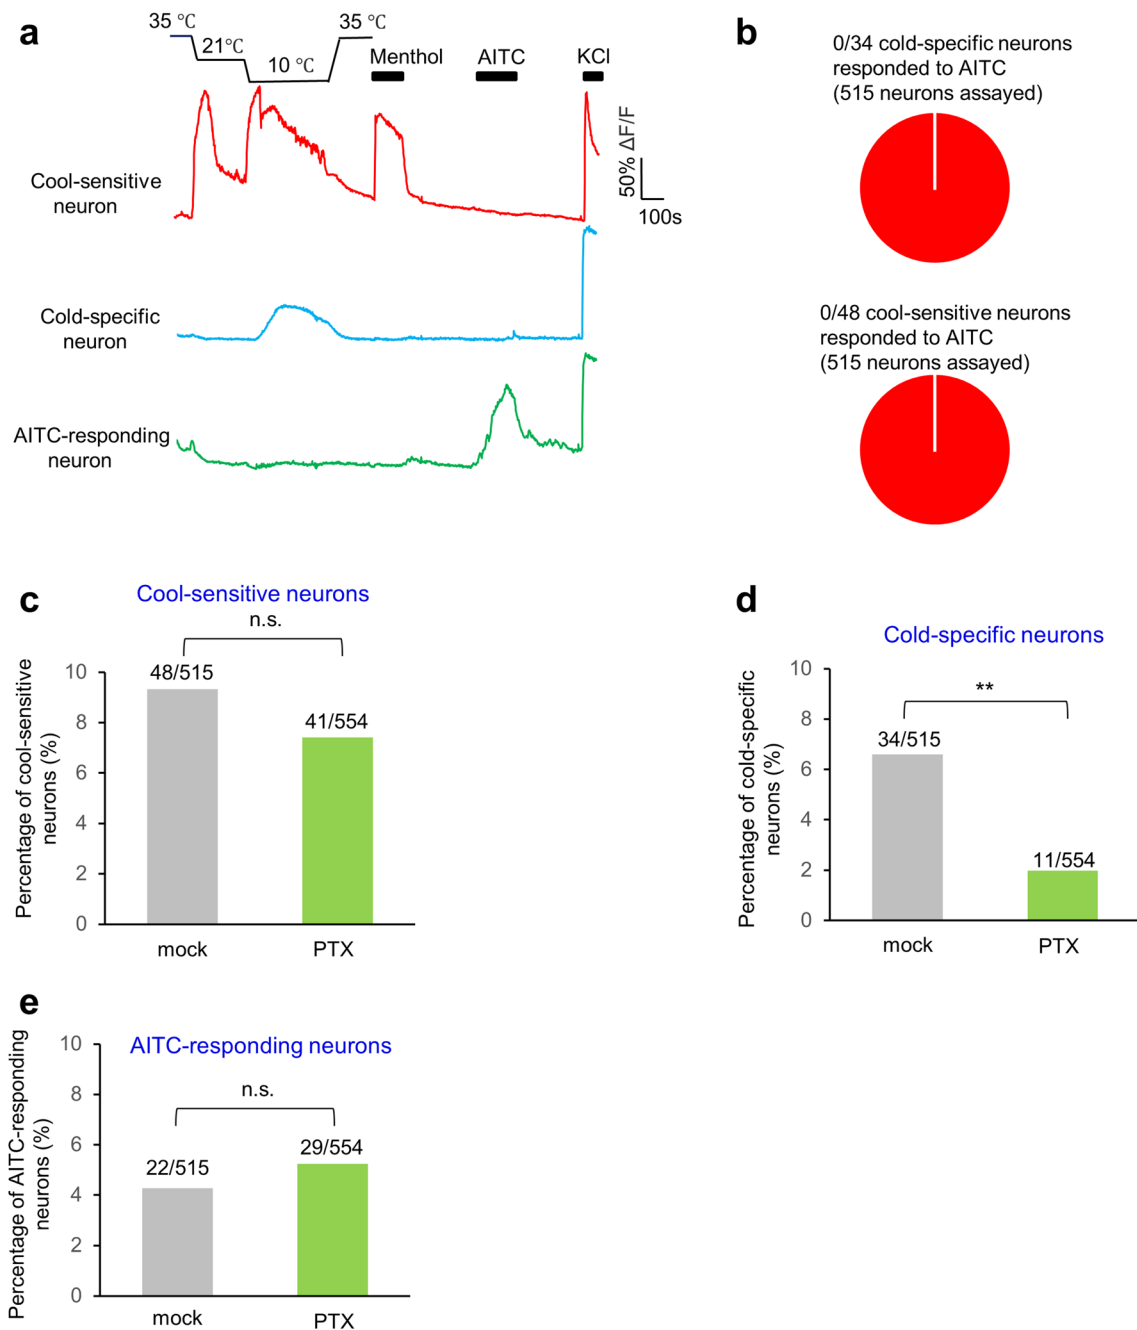 a
35 °C
35 °C
21°C
10 °C
Menthol
AITC
KCl
50% ΔF/F
100s
Cool-sensitive
neuron
Cold-specific
neuron
AITC-responding
neuron
b
0/34 cold-specific neurons
responded to AITC
(515 neurons assayed)
0/48 cool-sensitive neurons
responded to AITC
(515 neurons assayed)
c
Cool-sensitive neurons
n.s.
Percentage of cool-sensitive
neurons (%)
10
8
6
4
2
0
48/515
41/554
mock
PTX
d
Cold-specific neurons
**
Percentage of cold-specific
neurons (%)
10
8
6
4
2
0
34/515
11/554
mock
PTX
e
AITC-responding neurons
n.s.
Percentage of AITC-responding
neurons (%)
10
8
6
4
2
0
22/515
29/554
mock
PTX